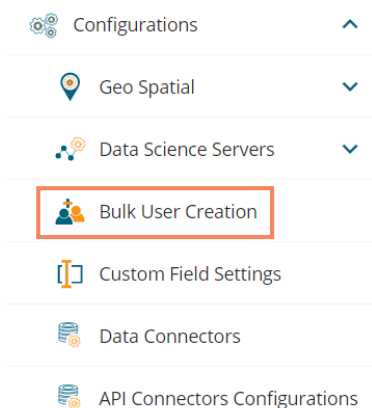 Configurations
Geo Spatial
Data Science Servers
Bulk User Creation
Custom Field Settings
Data Connectors
API Connectors Configurations